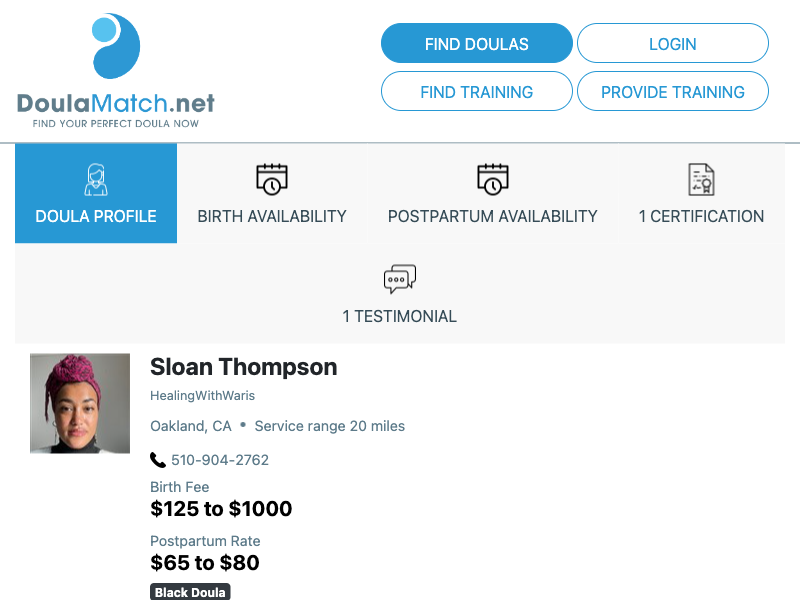 DoulaMatch.net
FIND YOUR PERFECT DOULA NOW
FIND DOULAS
LOGIN
FIND TRAINING
PROVIDE TRAINING
DOULA PROFILE
BIRTH AVAILABILITY
POSTPARTUM AVAILABILITY
1 CERTIFICATION
1 TESTIMONIAL
Sloan Thompson
HealingWithWaris
Oakland, CA • Service range 20 miles
510-904-2762
Birth Fee
$125 to $1000
Postpartum Rate
$65 to $80
Black Doula